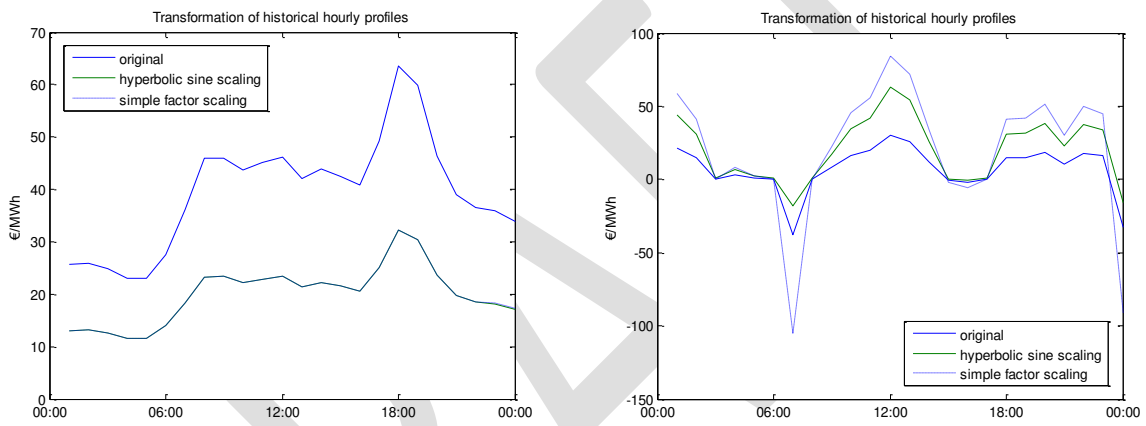 Transformation of historical hourly profiles
70
60
50
40
30
20
10
0
€/MWh
original
hyperbolic sine scaling
simple factor scaling
00:00 06:00 12:00 18:00 00:00
Transformation of historical hourly profiles
100
50
0
-50
-100
-150
€/MWh
original
hyperbolic sine scaling
simple factor scaling
00:00 06:00 12:00 18:00 00:00